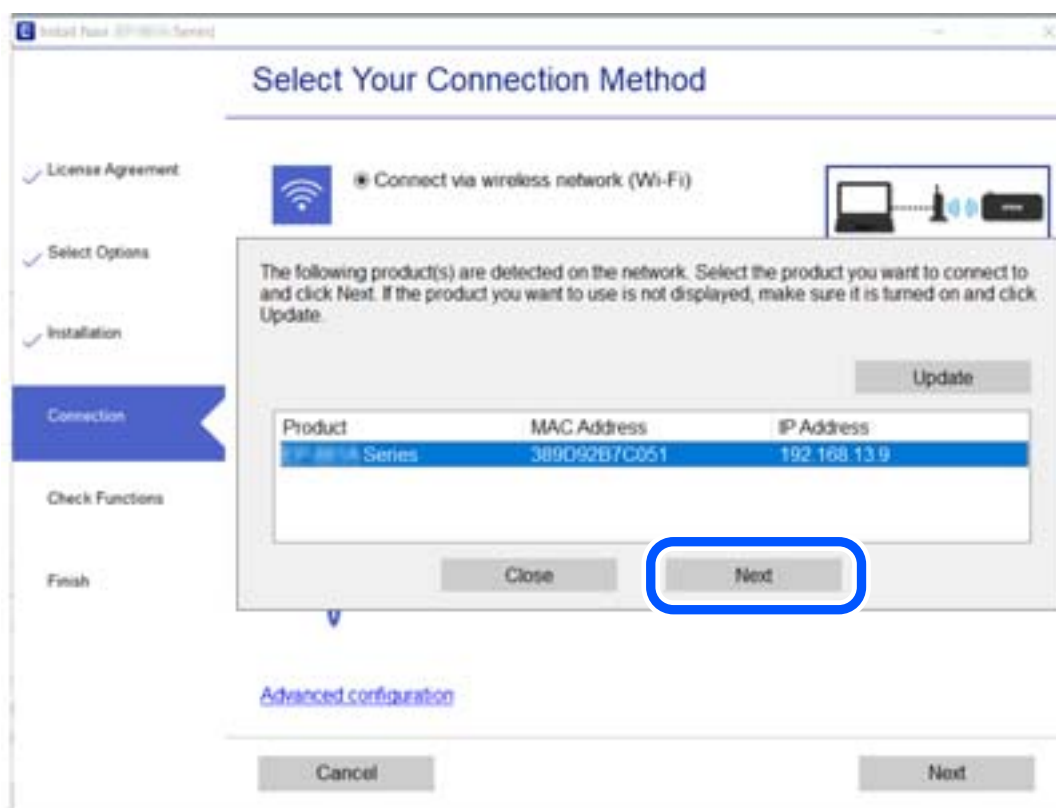 Install Navi
Series]
Select Your Connection Method
License Agreement
Connect via wireless network (Wi-Fi)
Select Options
The following product(s) are detected on the network. Select the product you want to connect to
and click Next. If the product you want to use is not displayed, make sure it is turned on and click
Update.
Installation
Update
Connection
Product MAC Address IP Address
Series 389D92B7C051 192.168.13.9
Check Functions
Close Next
Finish
Advanced configuration
Cancel Next